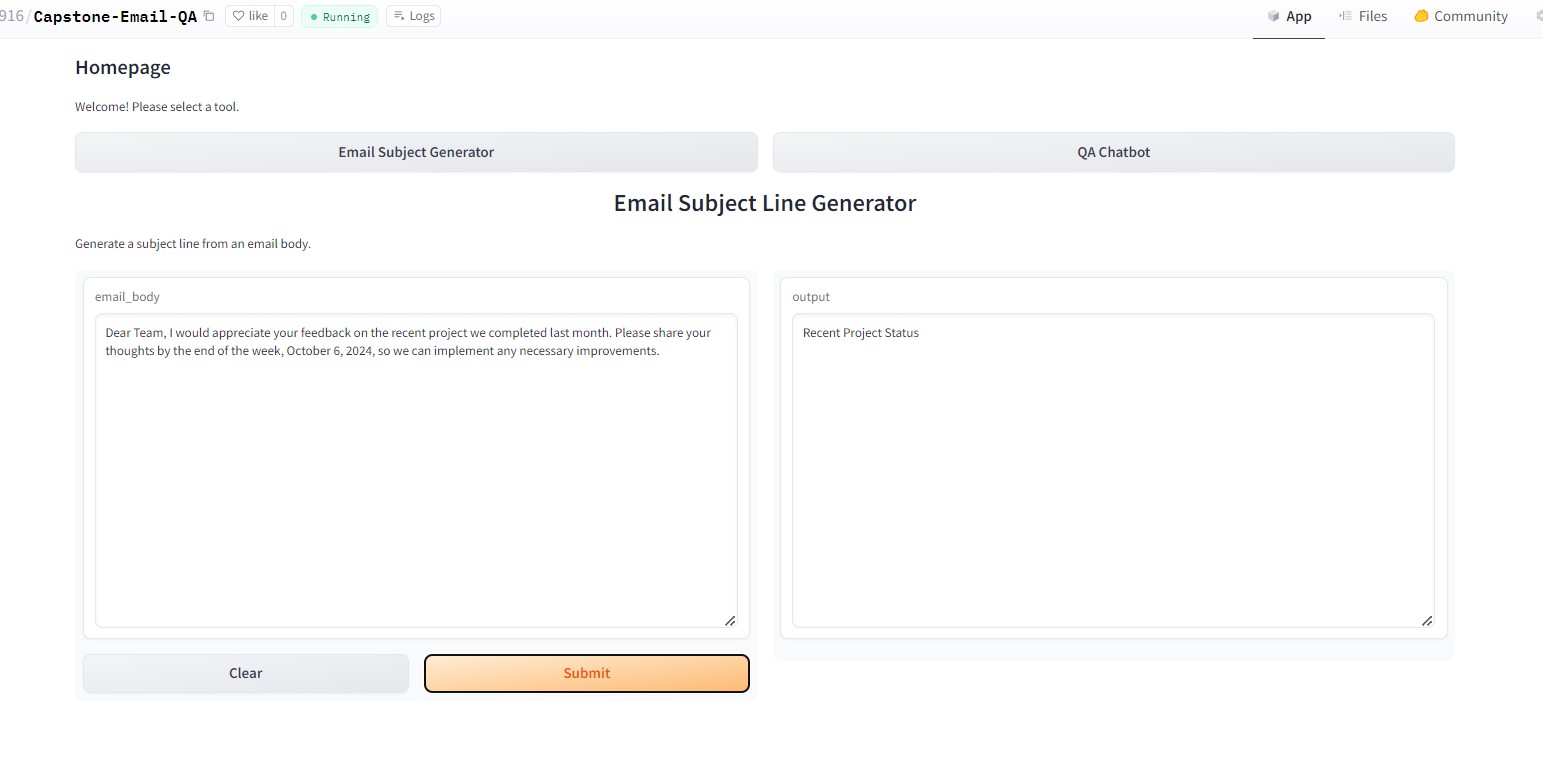 916/Capstone-Email-QA like 0 Running Logs App Files Community
Homepage
Welcome! Please select a tool.
Email Subject Generator QA Chatbot
Email Subject Line Generator
Generate a subject line from an email body.
email_body
Dear Team, I would appreciate your feedback on the recent project we completed last month. Please share your
thoughts by the end of the week, October 6, 2024, so we can implement any necessary improvements.
output
Recent Project Status
Clear Submit